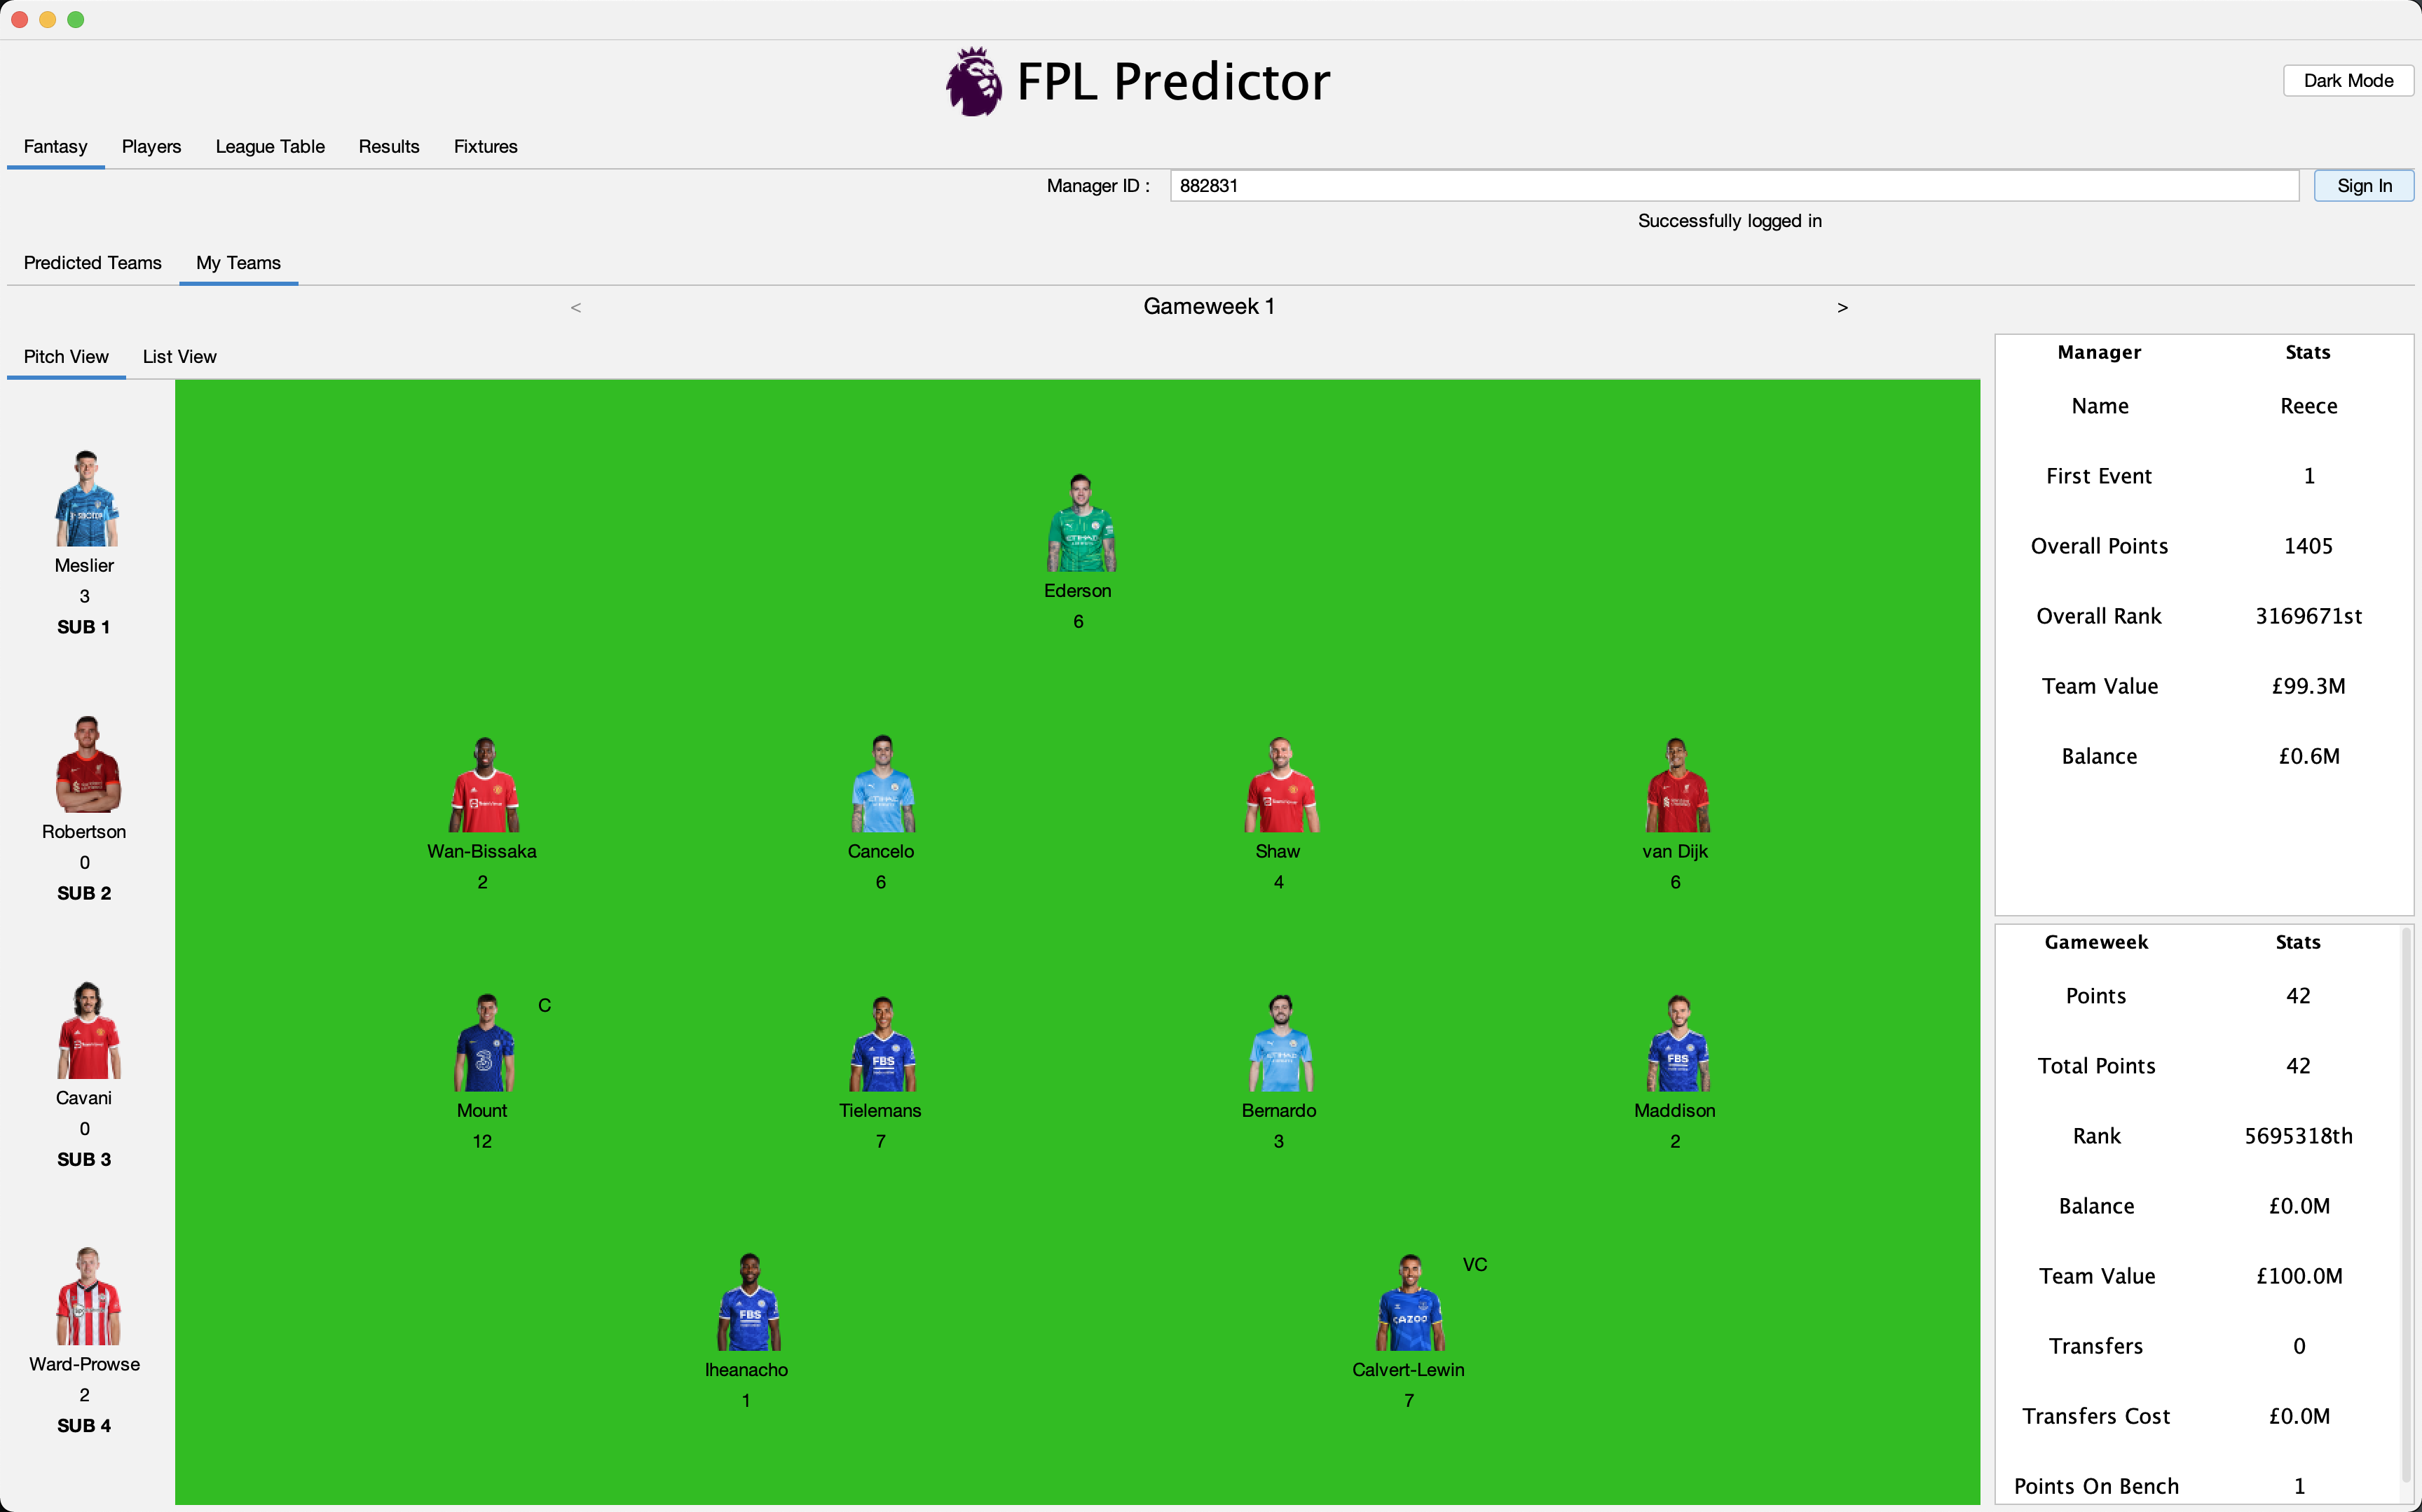 FPL Predictor
Dark Mode
Fantasy Players League Table Results Fixtures
Manager ID : 882831 Sign In
Successfully logged in
Predicted Teams My Teams
< Gameweek 1 >
Pitch View List View
Meslier
3
SUB 1
Robertson
0
SUB 2
Cavani
0
SUB 3
Ward-Prowse
2
SUB 4
Ederson
6
Wan-Bissaka Cancelo Shaw van Dijk
2 6 4 6
C
3
FBS FBS
Mount Tielemans Bernardo Maddison
12 7 3 2
VC
FBS CAZOO
Iheanacho Calvert-Lewin
1 7
Manager Stats
Name Reece
First Event 1
Overall Points 1405
Overall Rank 3169671st
Team Value £99.3M
Balance £0.6M
Gameweek Stats
Points 42
Total Points 42
Rank 5695318th
Balance £0.0M
Team Value £100.0M
Transfers 0
Transfers Cost £0.0M
Points On Bench 1